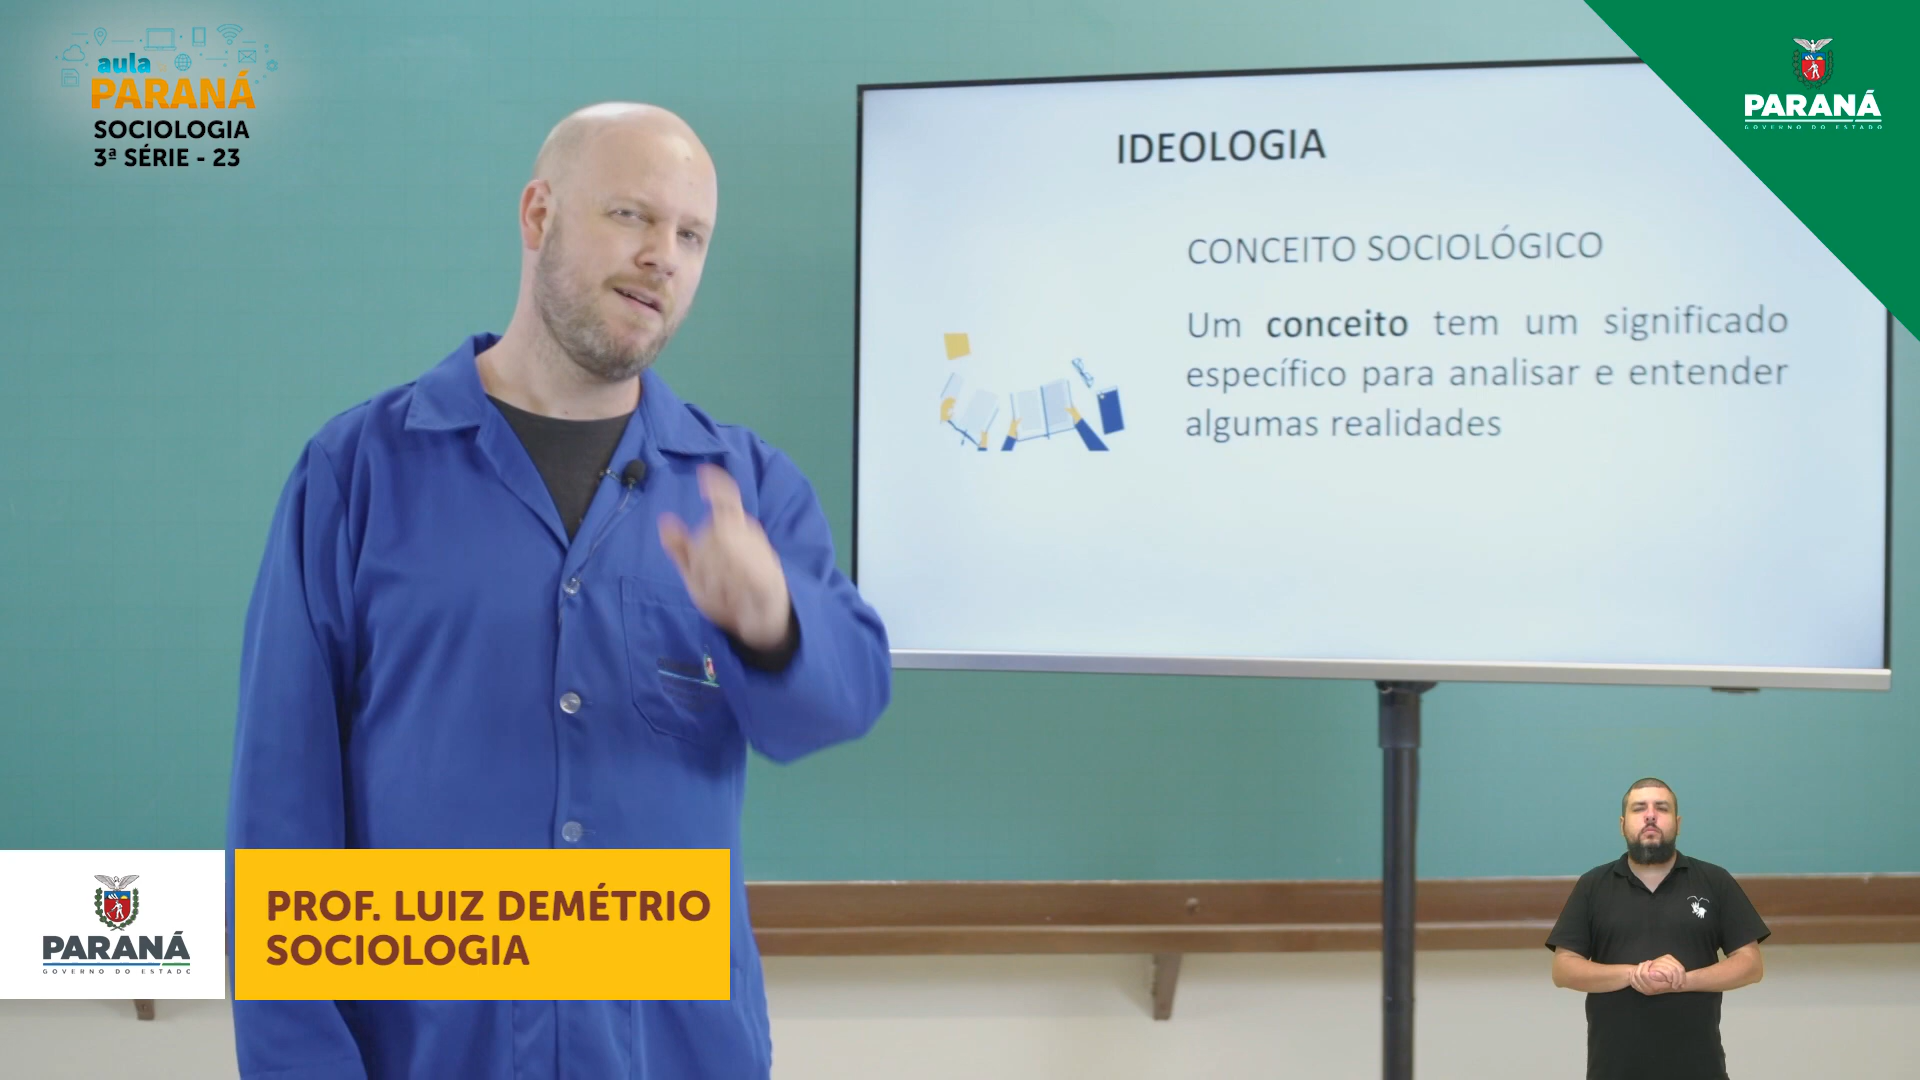 aula
PARANÁ
SOCIOLOGIA
3ª SÉRIE - 23
PARANÁ
GOVERNO DO ESTADO
IDEOLOGIA
CONCEITO SOCIOLÓGICO
Um conceito tem um significado
específico para analisar e entender
algumas realidades
PARANÁ
GOVERNO DO ESTADO
PROF. LUIZ DEMÉTRIO
SOCIOLOGIA